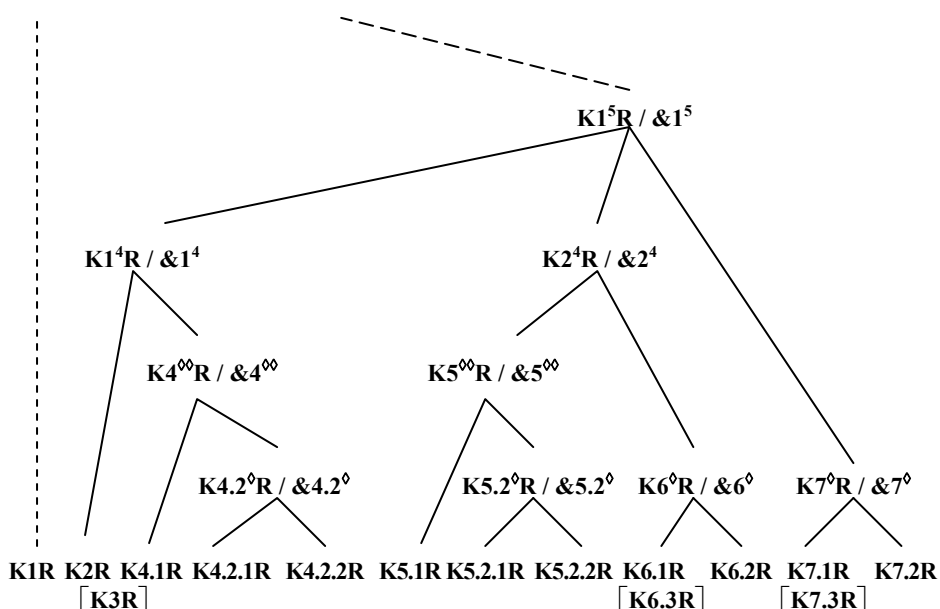 K1⁵R / &1⁵
K1⁴R / &1⁴ K2⁴R / &2⁴
K4◊◊R / &4◊◊ K5◊◊R / &5◊◊
K4.2◊R / &4.2◊ K5.2◊R / &5.2◊ K6◊R / &6◊ K7◊R / &7◊
K1R K2R K4.1R K4.2.1R K4.2.2R K5.1R K5.2.1R K5.2.2R K6.1R K6.2R K7.1R K7.2R
⎡K3R⎤ ⎡K6.3R⎤ ⎡K7.3R⎤